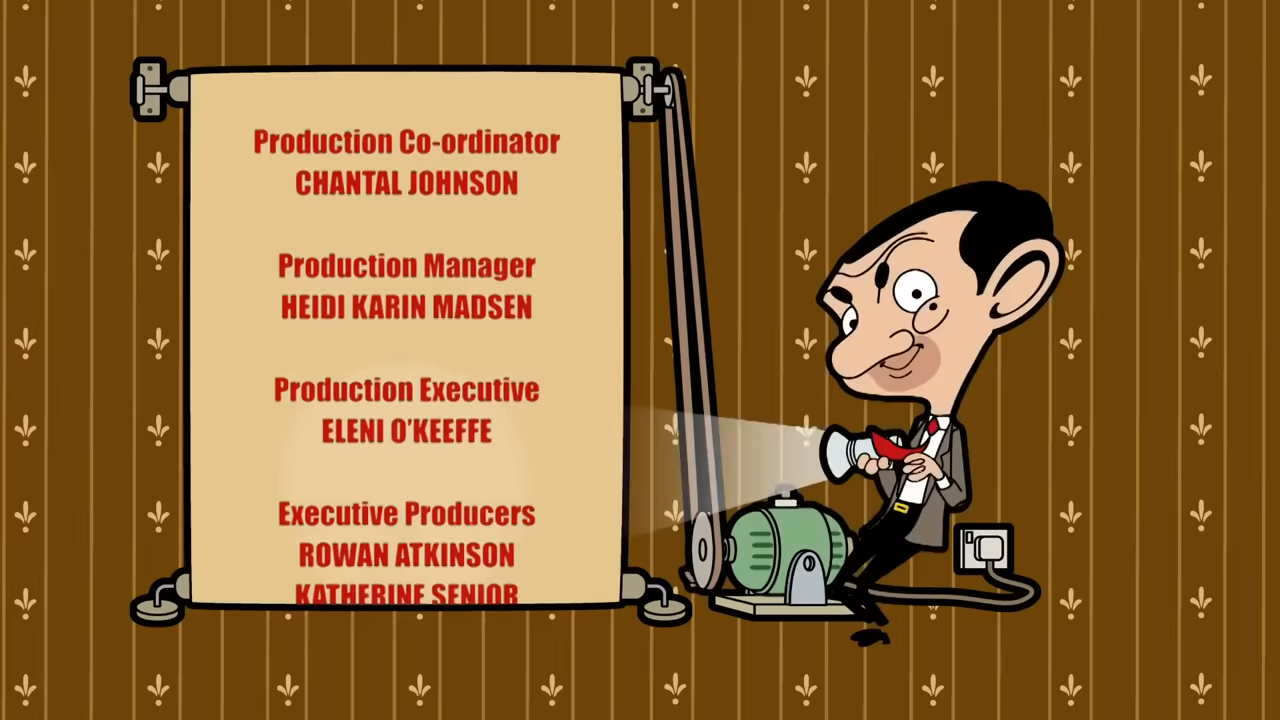 Production Co-ordinator
CHANTAL JOHNSON
Production Manager
HEIDI KARIN MADSEN
Production Executive
ELENI O'KEEFFE
Executive Producers
ROWAN ATKINSON
KATHERINE SENIOR